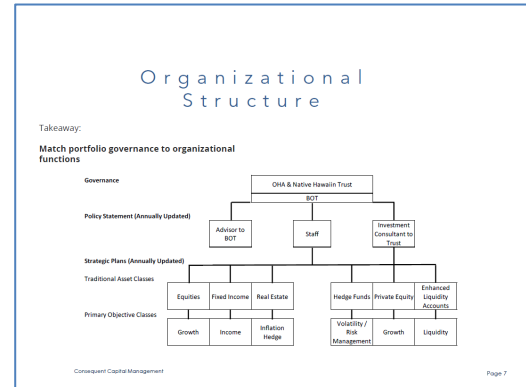 Organizational
Structure
Takeaway:
Match portfolio governance to organizational
functions
Governance
OHA & Native Hawaiin Trust
BOT
Policy Statement (Annually Updated)
Advisor to
BOT
Staff
Investment
Consultant to
Trust
Strategic Plans (Annually Updated)
Traditional Asset Classes
Equities
Fixed Income
Real Estate
Hedge Funds
Private Equity
Enhanced
Liquidity
Accounts
Primary Objective Classes
Growth
Income
Inflation
Hedge
Volatility /
Risk
Management
Growth
Liquidity
Consequent Capital Management
Page 7